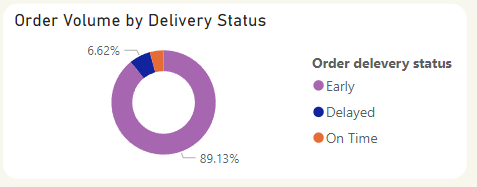 Order Volume by Delivery Status
6.62%
89.13%
Order delevery status
Early
Delayed
On Time